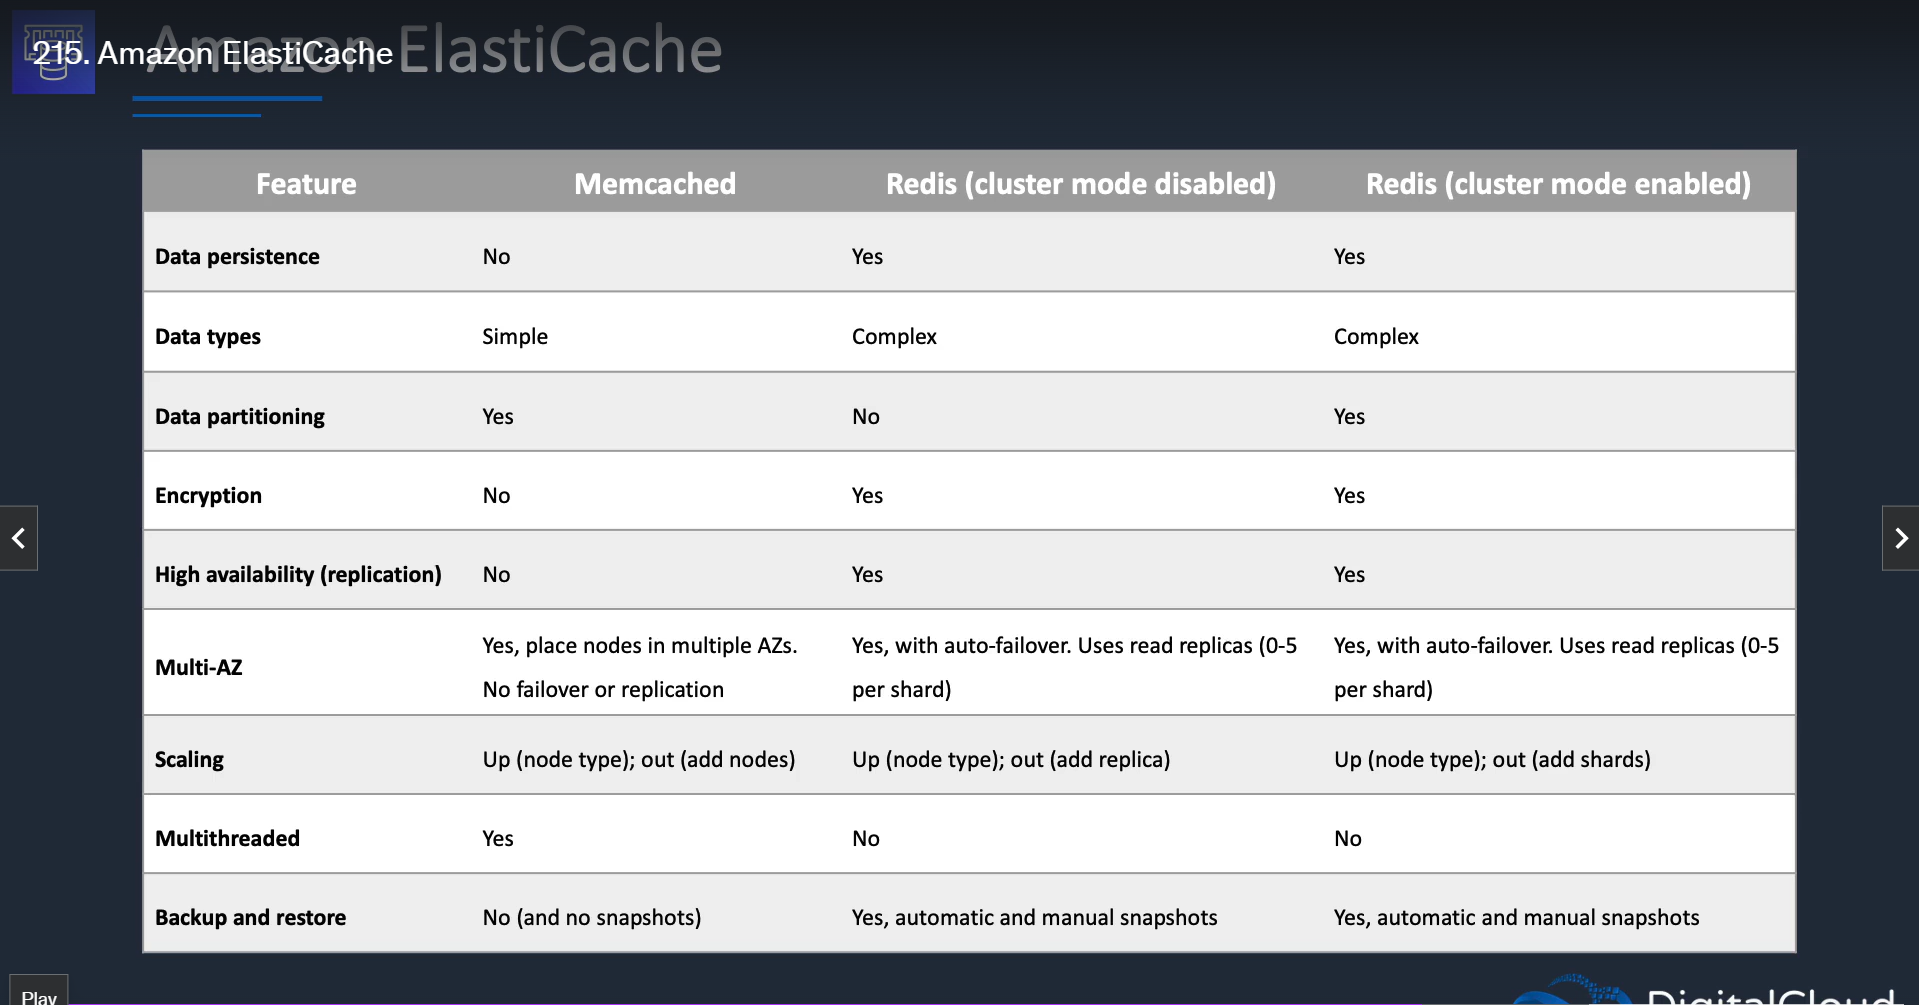 Amazon ElastiCache
215. Amazon ElastiCache
Feature Memcached Redis (cluster mode disabled) Redis (cluster mode enabled)
Data persistence No Yes Yes
Data types Simple Complex Complex
Data partitioning Yes No Yes
Encryption No Yes Yes
High availability (replication) No Yes Yes
Multi-AZ Yes, place nodes in multiple AZs. Yes, with auto-failover. Uses read replicas (0-5 Yes, with auto-failover. Uses read replicas (0-5
No failover or replication per shard) per shard)
Scaling Up (node type); out (add nodes) Up (node type); out (add replica) Up (node type); out (add shards)
Multithreaded Yes No No
Backup and restore No (and no snapshots) Yes, automatic and manual snapshots Yes, automatic and manual snapshots
Play
DigitalCloud